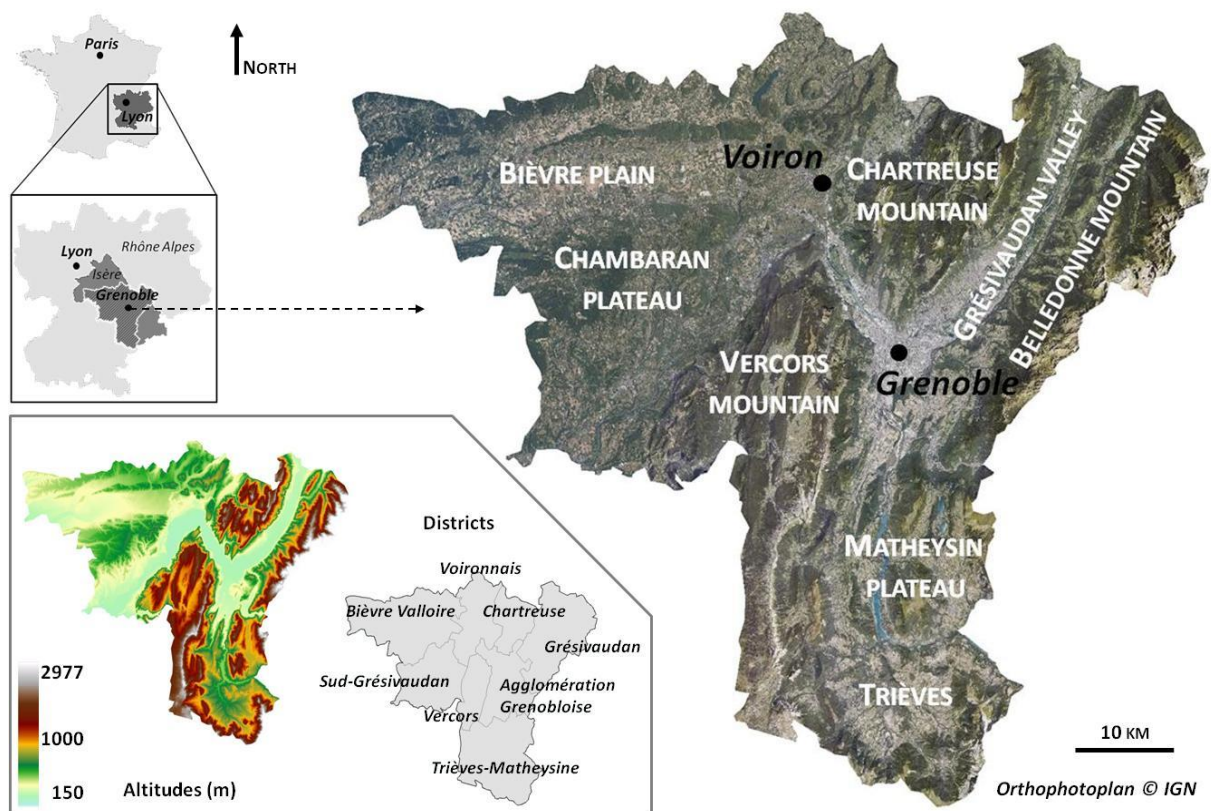 Paris
NORTH
Lyon
Lyon
Rhône Alpes
Isère
Grenoble
Voiron
BIÈVRE PLAIN
CHARTREUSE
MOUNTAIN
GRÉSIVAUDAN VALLEY
BELLEDONNE MOUNTAIN
CHAMBARAN
PLATEAU
VERCORS
MOUNTAIN
Grenoble
MATHEYSIN
PLATEAU
TRIÈVES
10 KM
Orthophotoplan © IGN
2977
1000
150
Altitudes (m)
Districts
Voironnais
Bièvre Valloire
Chartreuse
Grésivaudan
Sud-Grésivaudan
Agglomération
Grenobloise
Vercors
Trièves-Matheysine